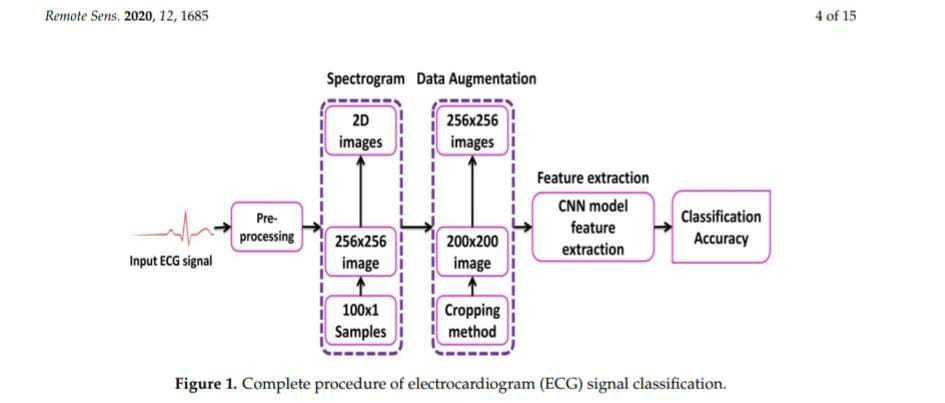 Remote Sens. 2020, 12, 1685
4 of 15
Spectrogram
Data Augmentation
2D
images
256x256
images
Feature extraction
CNN model
feature
extraction
Classification
Accuracy
Pre-
processing
Input ECG signal
256x256
image
200x200
image
100x1
Samples
Cropping
method
Figure 1. Complete procedure of electrocardiogram (ECG) signal classification.